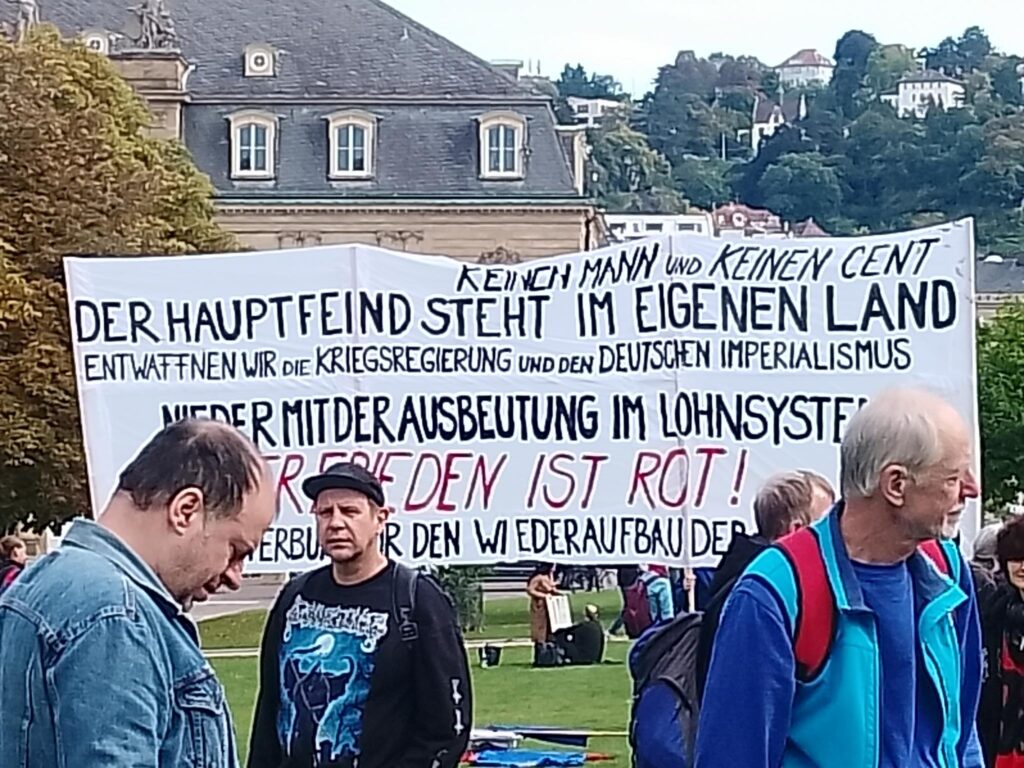 KEINEN MANN UND KEINEN CENT
DER HAUPTFEIND STEHT IM EIGENEN LAND
ENTWAFFNEN WIR DIE KRIEGSREGIERUNG UND DEN DEUTSCHEN IMPERIALISMUS
NIEDER MIT DER AUSBEUTUNG IM LOHNSYSTE
FRIEDEN IST ROT!
DEN WIEDERAUFBAU DER